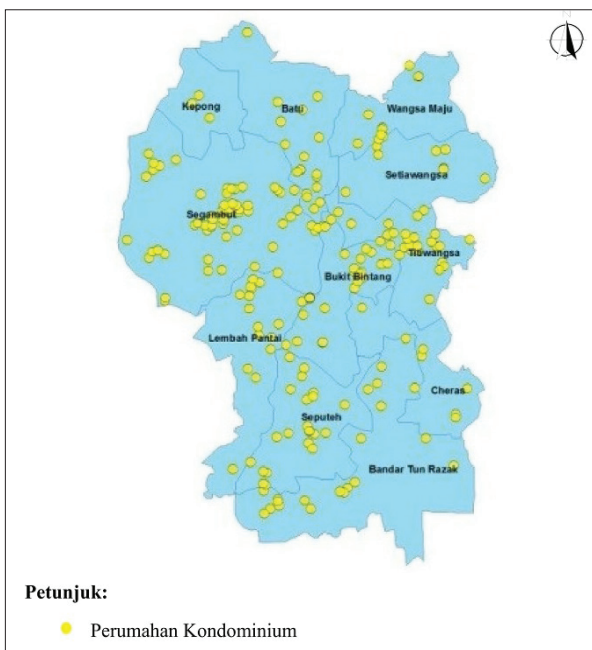 N
Kepong
Batu
Wangsa Maju
Setiawangsa
Segambut
Titiwangsa
Bukit Bintang
Lembah Pantai
Cheras
Seputeh
Bandar Tun Razak
Petunjuk:
Perumahan Kondominium